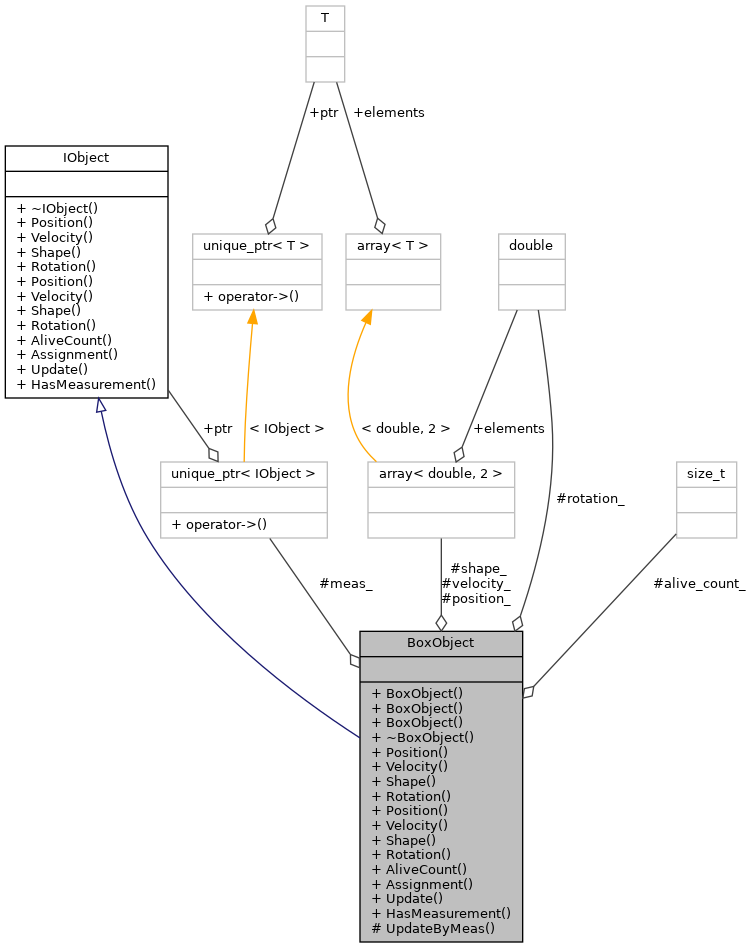 T
+ptr
+elements
IObject
+ ~IObject()
+ Position()
+ Velocity()
+ Shape()
+ Rotation()
+ Position()
+ Velocity()
+ Shape()
+ Rotation()
+ AliveCount()
+ Assignment()
+ Update()
+ HasMeasurement()
unique_ptr< T >
+ operator->()
array< T >
double
+ptr
< IObject >
< double, 2 >
+elements
unique_ptr< IObject >
+ operator->()
array< double, 2 >
#rotation_
size_t
#meas_
#shape_
#velocity_
#position_
#alive_count_
BoxObject
+ BoxObject()
+ BoxObject()
+ BoxObject()
+ ~BoxObject()
+ Position()
+ Velocity()
+ Shape()
+ Rotation()
+ Position()
+ Velocity()
+ Shape()
+ Rotation()
+ AliveCount()
+ Assignment()
+ Update()
+ HasMeasurement()
# UpdateByMeas()